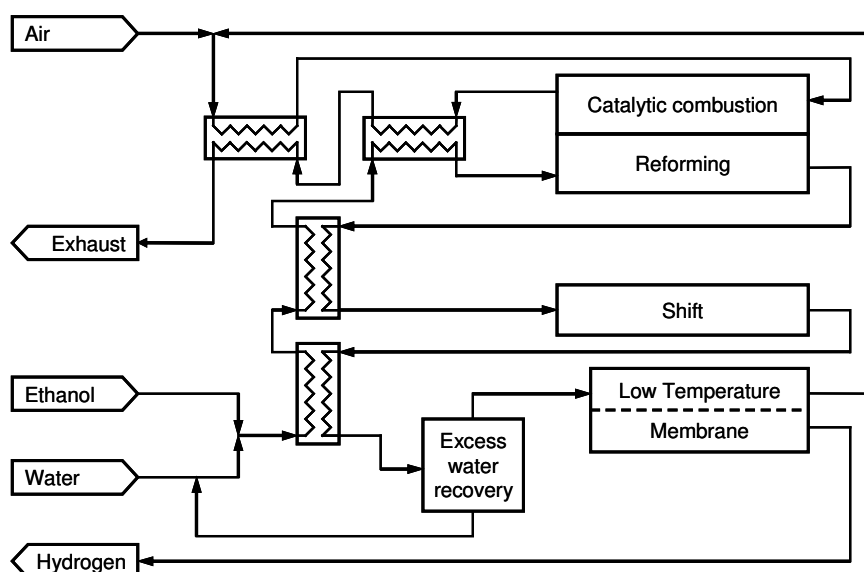 Air
Catalytic combustion
Reforming
Exhaust
Shift
Ethanol
Low Temperature
Membrane
Excess
water
recovery
Water
Hydrogen